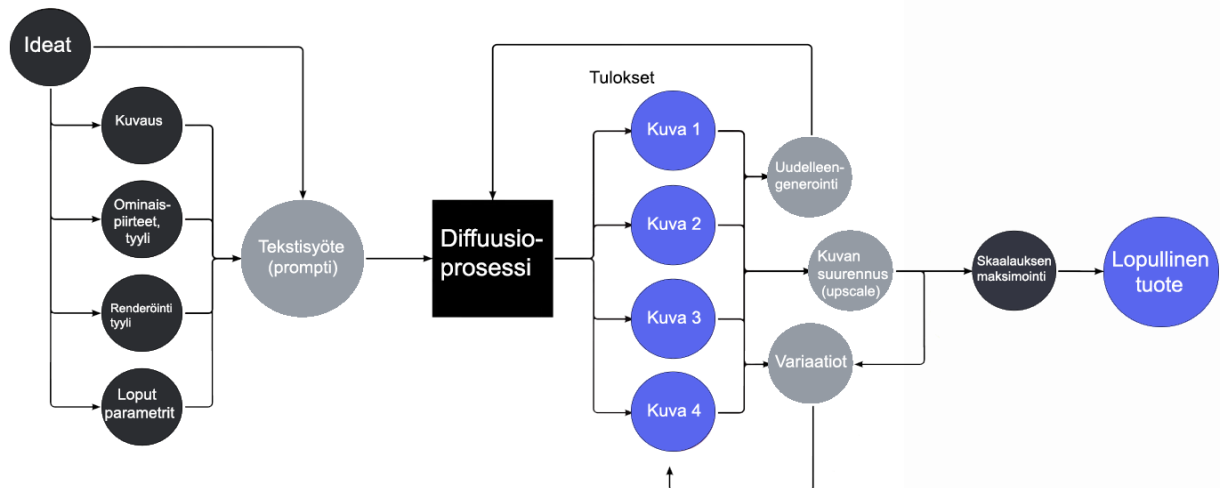 Ideat
Kuvaus
Ominais-
piirteet,
tyyli
Renderöinti
tyyli
Loput
parametrit
Tekstisyöte
(prompti)
Diffuusio-
prosessi
Tulokset
Kuva 1
Kuva 2
Kuva 3
Kuva 4
Uudelleen-
generointi
Kuvan
suurennus
(upscale)
Variaatiot
Skaalauksen
maksimointi
Lopullinen
tuote